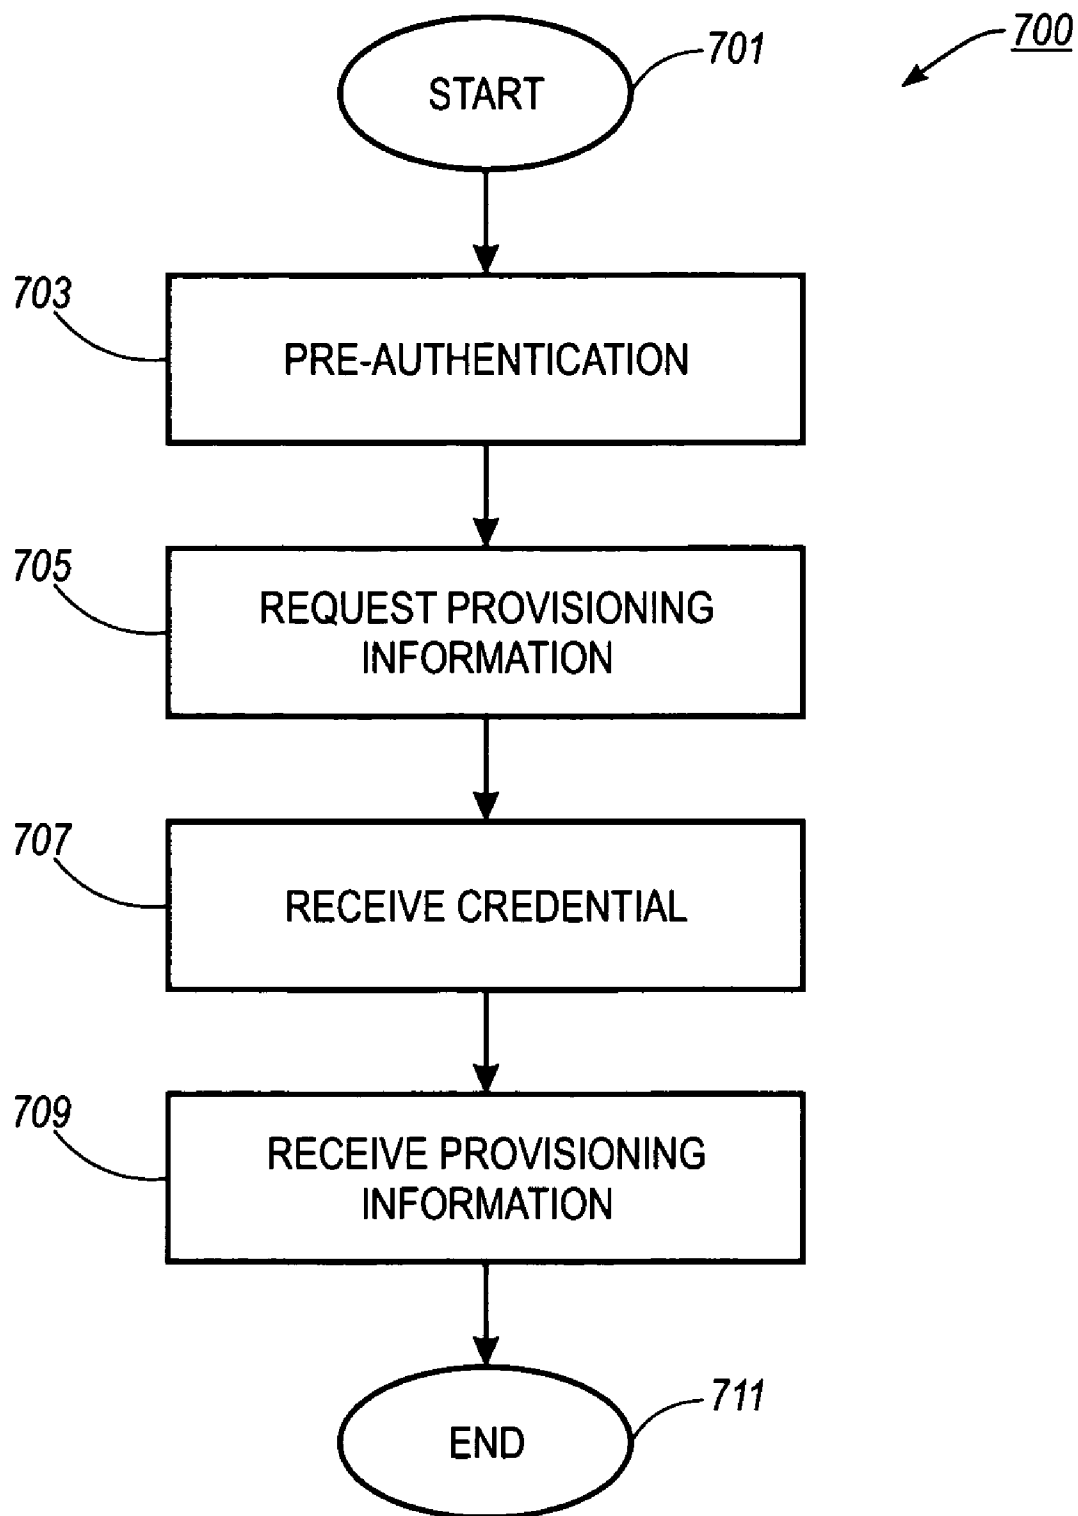 700
701
START
703
PRE-AUTHENTICATION
705
REQUEST PROVISIONING
INFORMATION
707
RECEIVE CREDENTIAL
709
RECEIVE PROVISIONING
INFORMATION
711
END